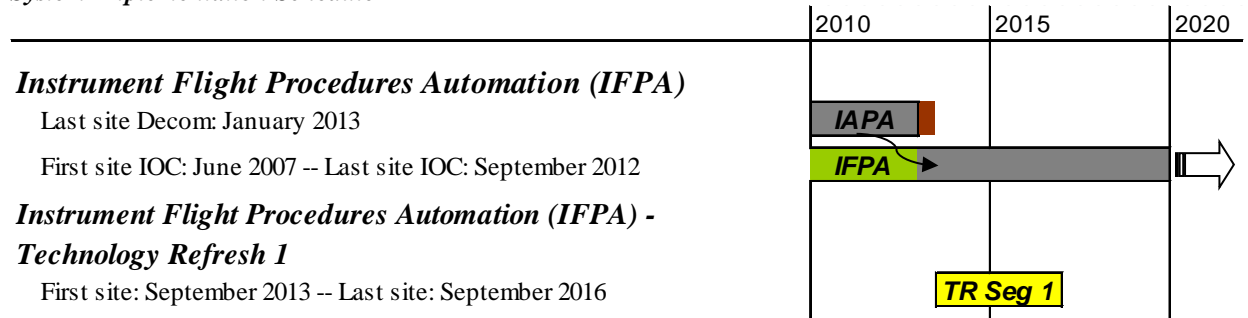 2010 2015 2020
Instrument Flight Procedures Automation (IFPA)
Last site Decom: January 2013
IAPA
First site IOC: June 2007 -- Last site IOC: September 2012
IFPA
Instrument Flight Procedures Automation (IFPA) -
Technology Refresh 1
First site: September 2013 -- Last site: September 2016
TR Seg 1